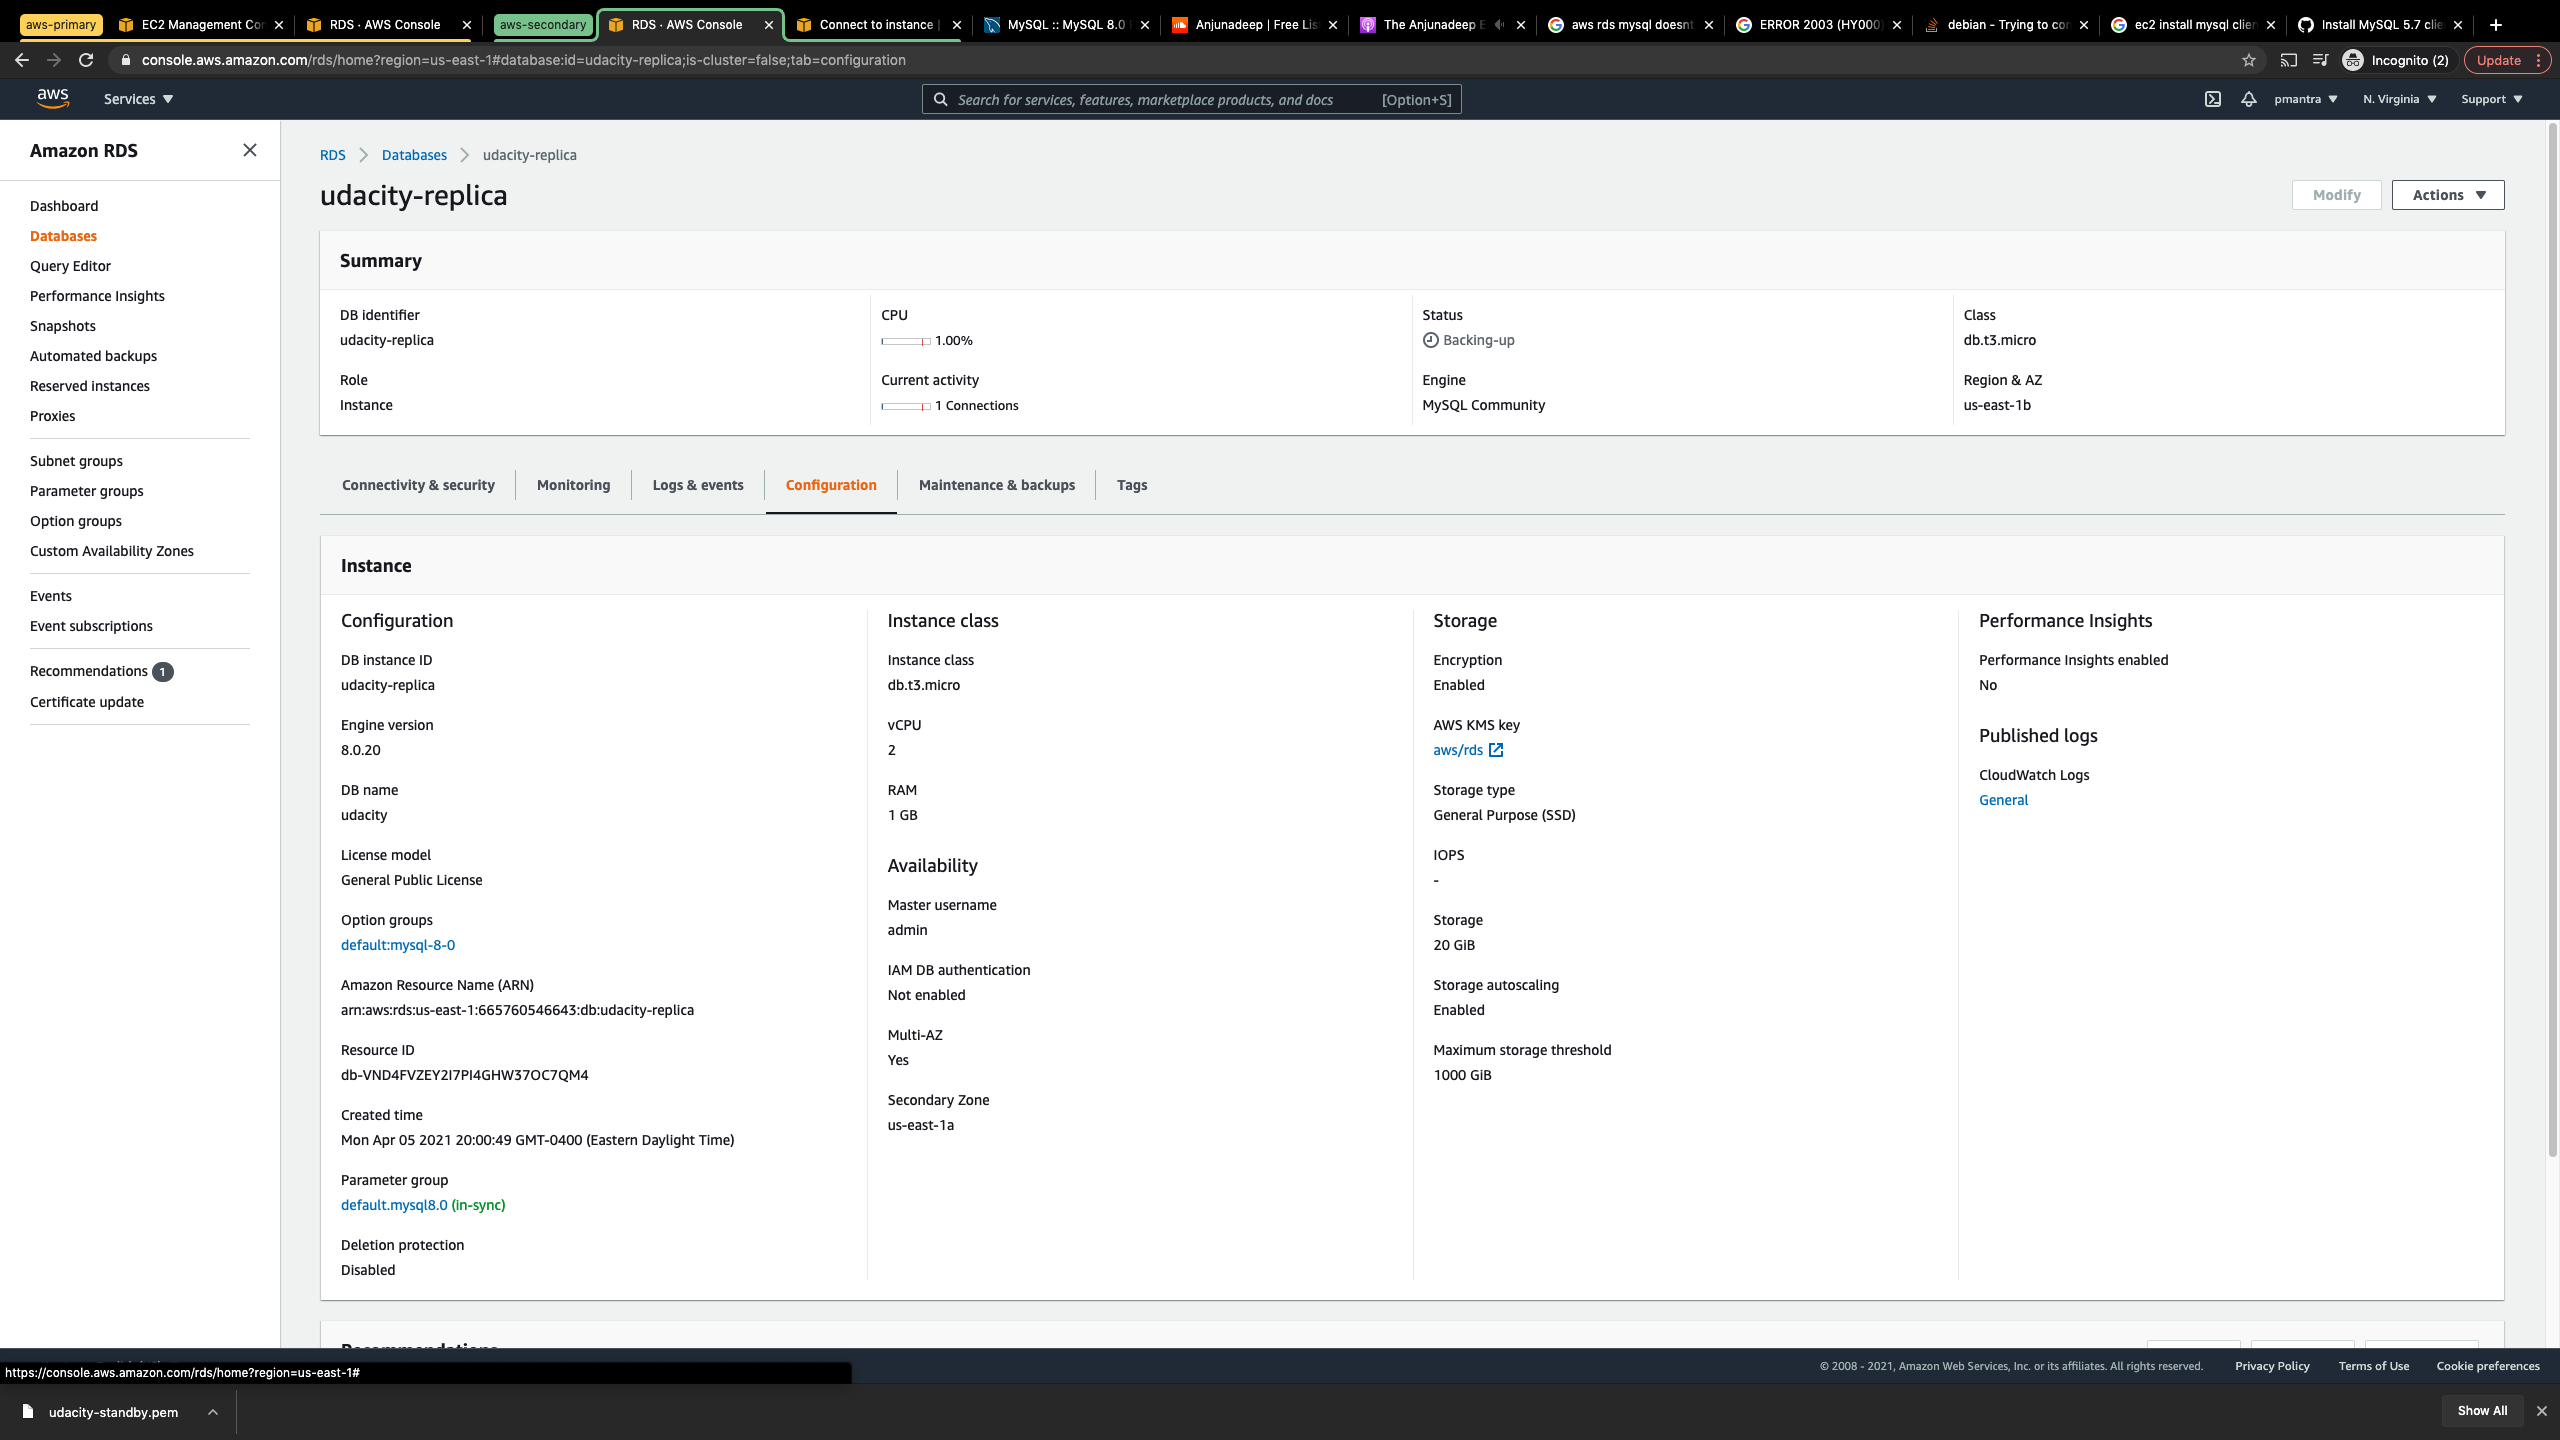 aws-primary
EC2 Management Co
RDS · AWS Console
aws-secondary
RDS · AWS Console
Connect to instance |
MySQL :: MySQL 8.0
Anjunadeep | Free Lis
The Anjunadeep E
aws rds mysql doesnt
ERROR 2003 (HY000)
debian - Trying to con
ec2 install mysql clien
Install MySQL 5.7 clie
console.aws.amazon.com/rds/home?region=us-east-1#database:id=udacity-replica;is-cluster=false;tab=configuration
Incognito (2)
Update
aws
Services
Search for services, features, marketplace products, and docs
[Option+S]
pmantra
N. Virginia
Support
Amazon RDS
Dashboard
Databases
Query Editor
Performance Insights
Snapshots
Automated backups
Reserved instances
Proxies
Subnet groups
Parameter groups
Option groups
Custom Availability Zones
Events
Event subscriptions
Recommendations 1
Certificate update
RDS
Databases
udacity-replica
udacity-replica
Modify
Actions
Summary
DB identifier
udacity-replica
Role
Instance
CPU
1.00%
Current activity
1 Connections
Status
Backing-up
Engine
MySQL Community
Class
db.t3.micro
Region & AZ
us-east-1b
Connectivity & security
Monitoring
Logs & events
Configuration
Maintenance & backups
Tags
Instance
Configuration
DB instance ID
udacity-replica
Engine version
8.0.20
DB name
udacity
License model
General Public License
Option groups
default:mysql-8-0
Amazon Resource Name (ARN)
arn:aws:rds:us-east-1:665760546643:db:udacity-replica
Resource ID
db-VND4FVZEY2I7PI4GHW37OC7QM4
Created time
Mon Apr 05 2021 20:00:49 GMT-0400 (Eastern Daylight Time)
Parameter group
default.mysql8.0 (in-sync)
Deletion protection
Disabled
Instance class
Instance class
db.t3.micro
vCPU
2
RAM
1 GB
Availability
Master username
admin
IAM DB authentication
Not enabled
Multi-AZ
Yes
Secondary Zone
us-east-1a
Storage
Encryption
Enabled
AWS KMS key
aws/rds
Storage type
General Purpose (SSD)
IOPS
-
Storage
20 GiB
Storage autoscaling
Enabled
Maximum storage threshold
1000 GiB
Performance Insights
Performance Insights enabled
No
Published logs
CloudWatch Logs
General
Recommendations
https://console.aws.amazon.com/rds/home?region=us-east-1#
© 2008 - 2021, Amazon Web Services, Inc. or its affiliates. All rights reserved.
Privacy Policy
Terms of Use
Cookie preferences
udacity-standby.pem
Show All